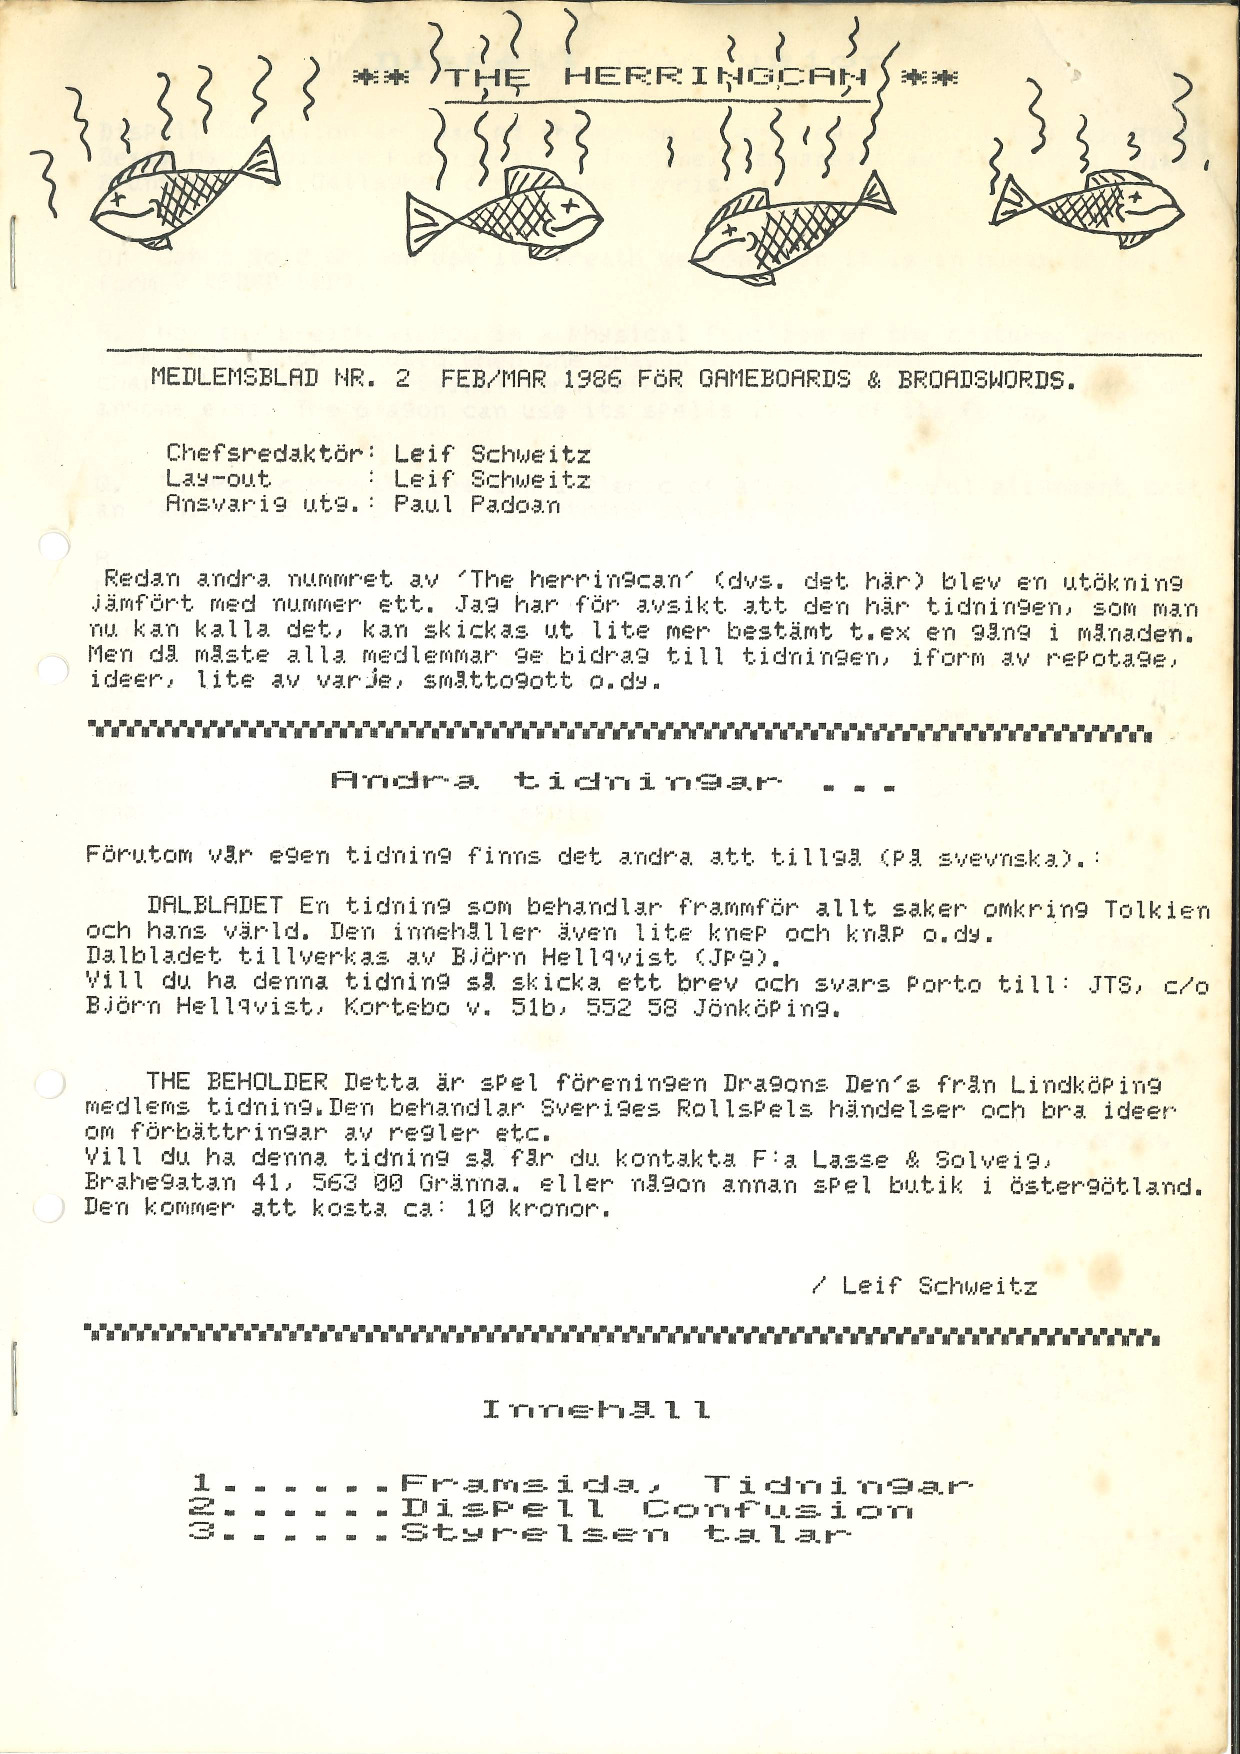 ** THE HERRINGCAN **
MEDLEMSBLAD NR. 2 FEB/MAR 1986 FöR GAMEBOARDS & BROADSWORDS.
Chefsredaktör: Leif Schweitz
Lay-out : Leif Schweitz
Ansvarig utg.: Paul Padoan
Redan andra nummret av 'The herringcan' (dvs. det här) blev en utökning
jämfört med nummer ett. Jag har för avsikt att den här tidningen, som man
nu kan kalla det, kan skickas ut lite mer bestämt t.ex en gång i månaden.
Men då måste alla medlemmar ge bidrag till tidningen, iform av repotage,
ideer, lite av varje, småttogott o.dy.
Andra tidningar ...
Förutom vår egen tidning finns det andra att tillgå (på svevnska).:
DALBLADET En tidning som behandlar frammför allt saker omkring Tolkien
och hans värld. Den innehåller även lite knep och knåp o.dy.
Dalbladet tillverkas av Björn Hellqvist (JPg).
Vill du ha denna tidning så skicka ett brev och svars porto till: JTS, c/o
Björn Hellqvist, Kortebo v. 51b, 552 58 Jönköping.
THE BEHOLDER Detta är spel föreningen Dragons Den's från Lindköping
medlems tidning.Den behandlar Sveriges Rollspels händelser och bra ideer
om förbättringar av regler etc.
Vill du ha denna tidning så får du kontakta F:a Lasse & Solveig,
Brahegatan 41, 563 00 Gränna. eller någon annan spel butik i östergötland.
Den kommer att kosta ca: 10 kronor.
/ Leif Schweitz
Innehåll
1......Framsida, Tidningar
2......Dispell Confusion
3......Styrelsen talar